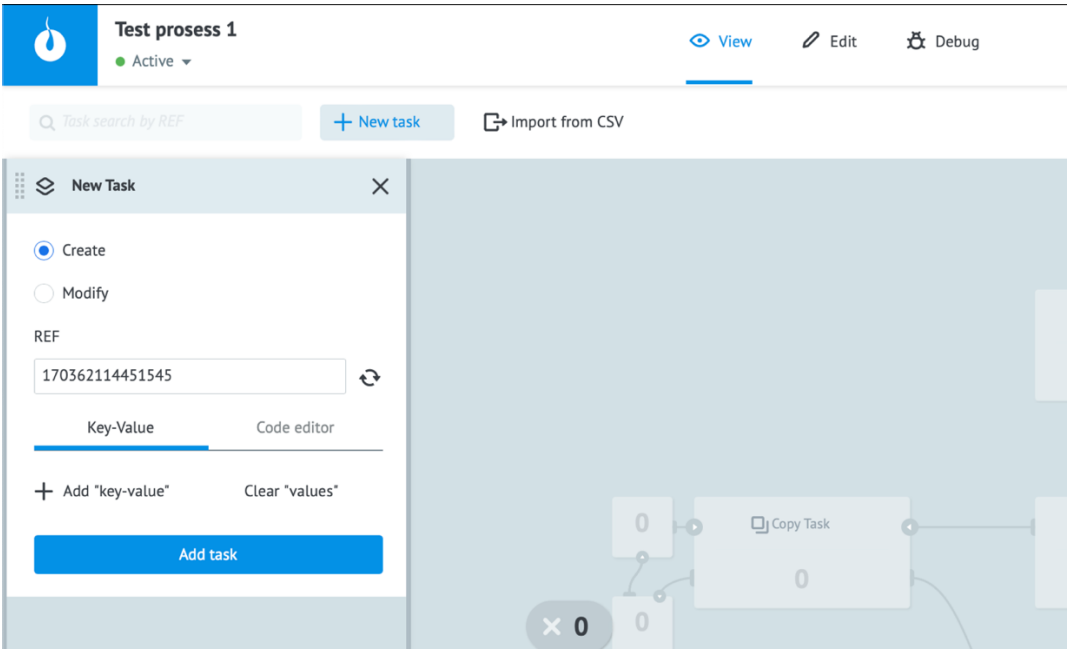 Test prosess 1
Active
View
Edit
Debug
Task search by REF
New task
Import from CSV
New Task
Create
Modify
REF
170362114451545
Key-Value
Code editor
Add "key-value"
Clear "values"
Add task
0
Copy Task
0
0
0